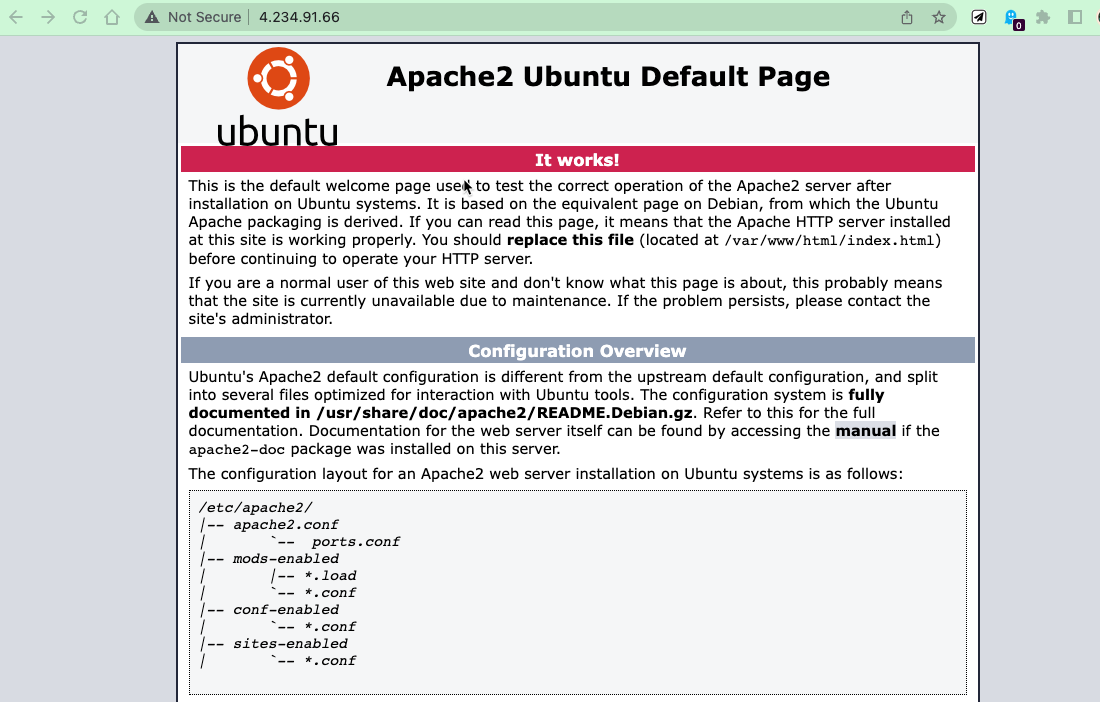 Not Secure | 4.234.91.66
0
ubuntu
Apache2 Ubuntu Default Page
It works!
This is the default welcome page used to test the correct operation of the Apache2 server after
installation on Ubuntu systems. It is based on the equivalent page on Debian, from which the Ubuntu
Apache packaging is derived. If you can read this page, it means that the Apache HTTP server installed
at this site is working properly. You should replace this file (located at /var/www/html/index.html)
before continuing to operate your HTTP server.
If you are a normal user of this web site and don't know what this page is about, this probably means
that the site is currently unavailable due to maintenance. If the problem persists, please contact the
site's administrator.
Configuration Overview
Ubuntu's Apache2 default configuration is different from the upstream default configuration, and split
into several files optimized for interaction with Ubuntu tools. The configuration system is fully
documented in /usr/share/doc/apache2/README.Debian.gz. Refer to this for the full
documentation. Documentation for the web server itself can be found by accessing the manual if the
apache2-doc package was installed on this server.
The configuration layout for an Apache2 web server installation on Ubuntu systems is as follows:
/etc/apache2/
|-- apache2.conf
|       `--  ports.conf
|-- mods-enabled
|       |-- *.load
|       `-- *.conf
|-- conf-enabled
|       `-- *.conf
|-- sites-enabled
|       `-- *.conf